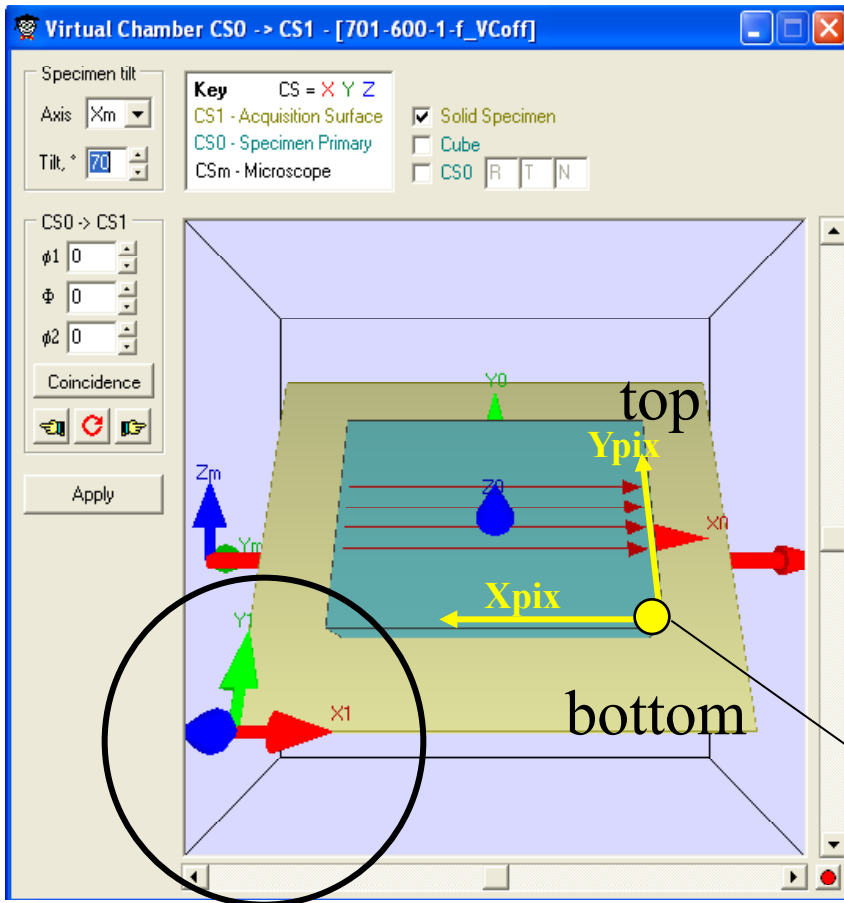 Virtual Chamber CS0 -> CS1 - [701-600-1-f_VCoff]
Specimen tilt
Axis Xm
Tilt, ° 70
Key CS = X Y Z
CS1 - Acquisition Surface
CS0 - Specimen Primary
CSm - Microscope
Solid Specimen
Cube
CS0 R T N
CS0 -> CS1
ϕ1 0
Φ 0
ϕ2 0
Coincidence
Apply
Y0
top
Ypix
Zm
Z0
X0
Ym
Xpix
Y1
X1
bottom